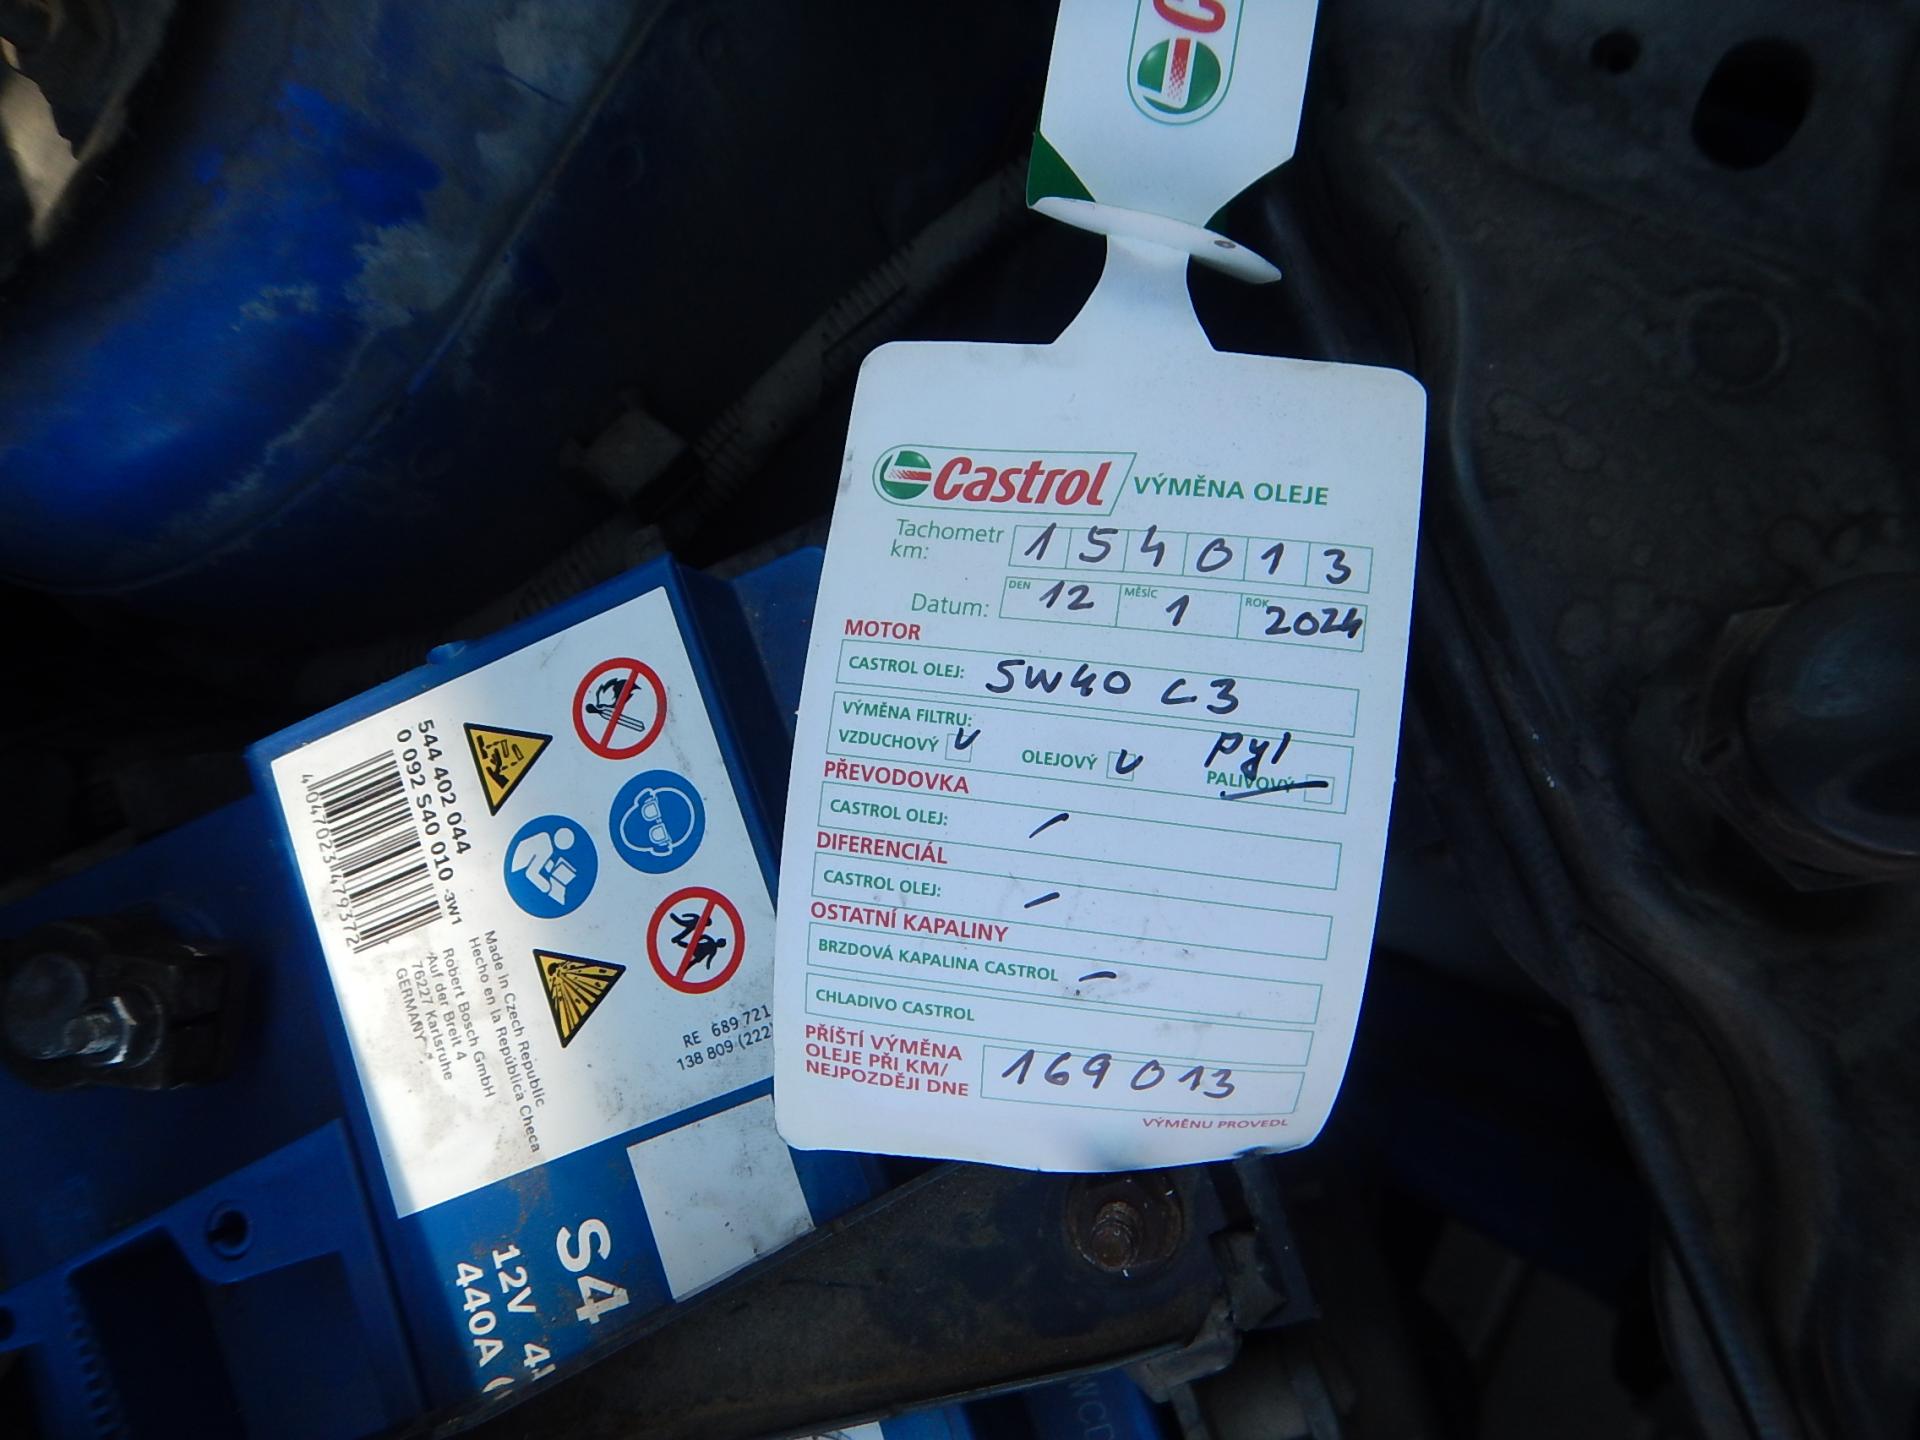 Castrol VÝMĚNA OLEJE
Tachometr km: 154013
Datum: DEN 12 MĚSÍC 1 ROK 2024
MOTOR
CASTROL OLEJ: 5W40 C3
VÝMĚNA FILTRU:
VZDUCHOVÝ OLEJOVÝ PALIVOVÝ pyl
PŘEVODOVKA
CASTROL OLEJ: /
DIFERENCIÁL
CASTROL OLEJ: /
OSTATNÍ KAPALINY
BRZDOVÁ KAPALINA CASTROL –
CHLADIVO CASTROL
PŘÍŠTÍ VÝMĚNA
OLEJE PŘI KM/
NEJPOZDĚJI DNE 169013
VÝMĚNU PROVEDL
544 402 044
0 092 S40 010 -3W1
4 047023 479372
Made in Czech Republic
Hecho en la República Checa
Robert Bosch GmbH
Auf der Breit 4
76227 Karlsruhe
GERMANY
RE 689 721
138 809 (222
S4
12V
440A